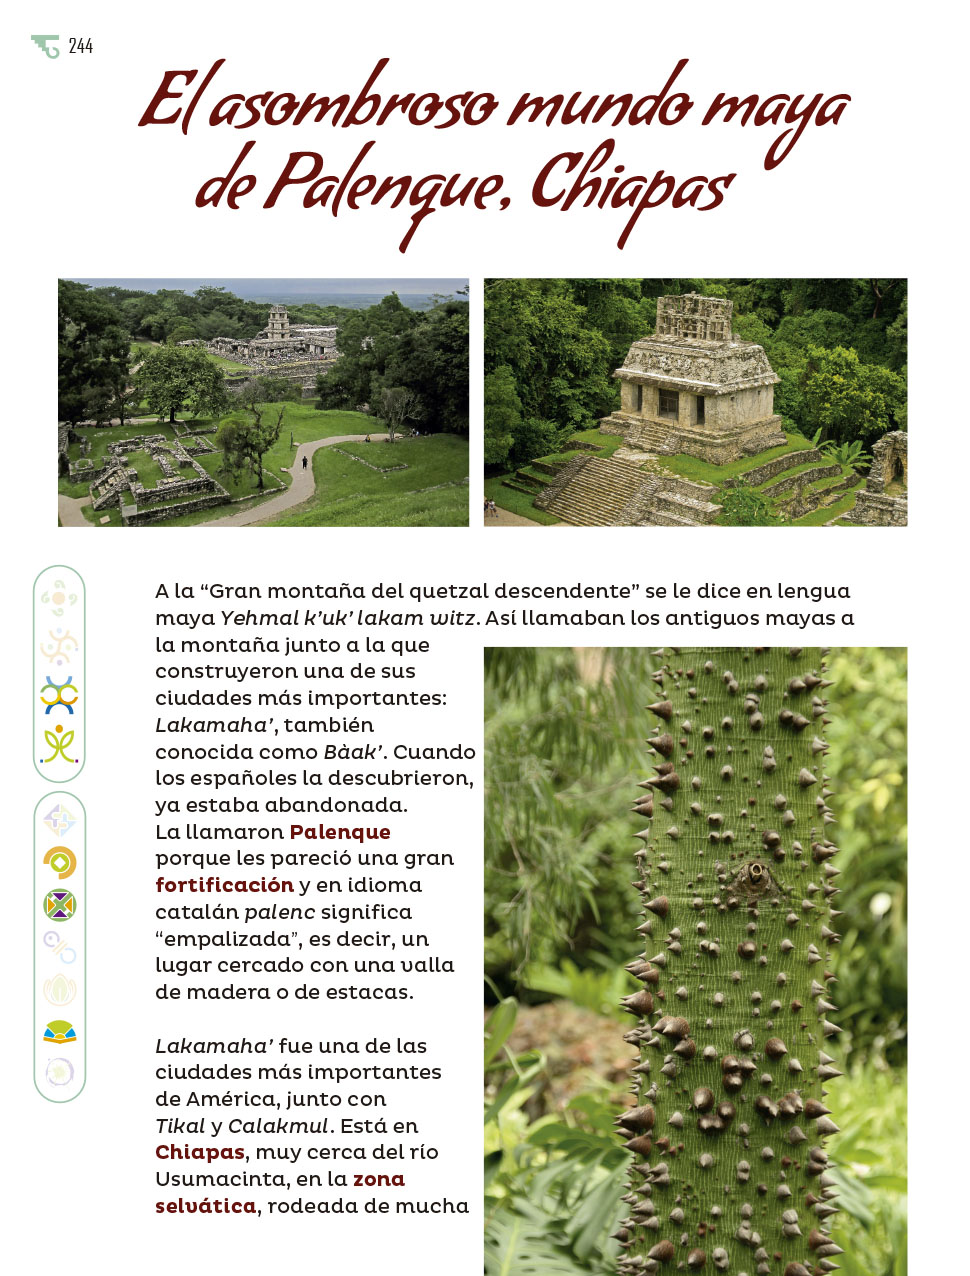 244
El asombroso mundo maya
de Palenque, Chiapas
A la “Gran montaña del quetzal descendente” se le dice en lengua
maya Yehmal k’uk’ lakam witz. Así llamaban los antiguos mayas a
la montaña junto a la que
construyeron una de sus
ciudades más importantes:
Lakamaha’, también
conocida como Bàak’. Cuando
los españoles la descubrieron,
ya estaba abandonada.
La llamaron Palenque
porque les pareció una gran
fortificación y en idioma
catalán palenc significa
“empalizada”, es decir, un
lugar cercado con una valla
de madera o de estacas.
Lakamaha’ fue una de las
ciudades más importantes
de América, junto con
Tikal y Calakmul. Está en
Chiapas, muy cerca del río
Usumacinta, en la zona
selvática, rodeada de mucha